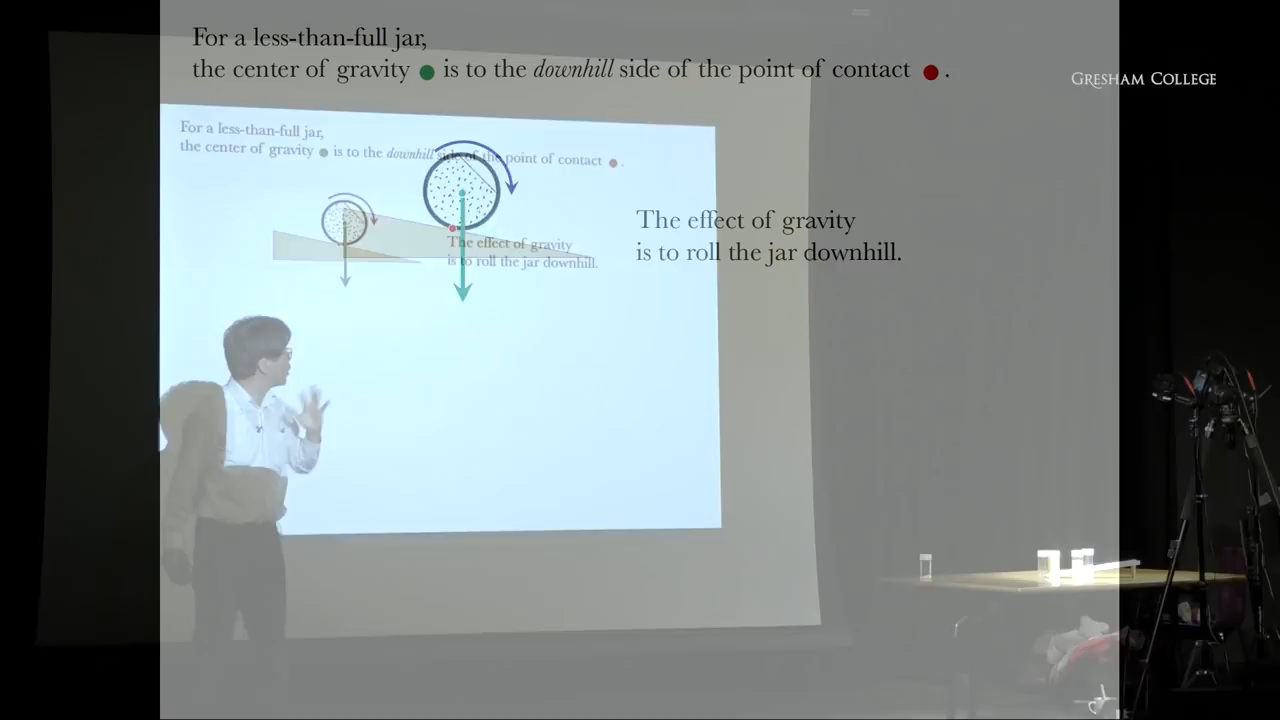 For a less-than-full jar,
the center of gravity ● is to the downhill side of the point of contact ● .
GRESHAM COLLEGE
For a less-than-full jar,
the center of gravity ● is to the downhill side of the point of contact ● .
The effect of gravity
is to roll the jar downhill.
The effect of gravity
is to roll the jar downhill.